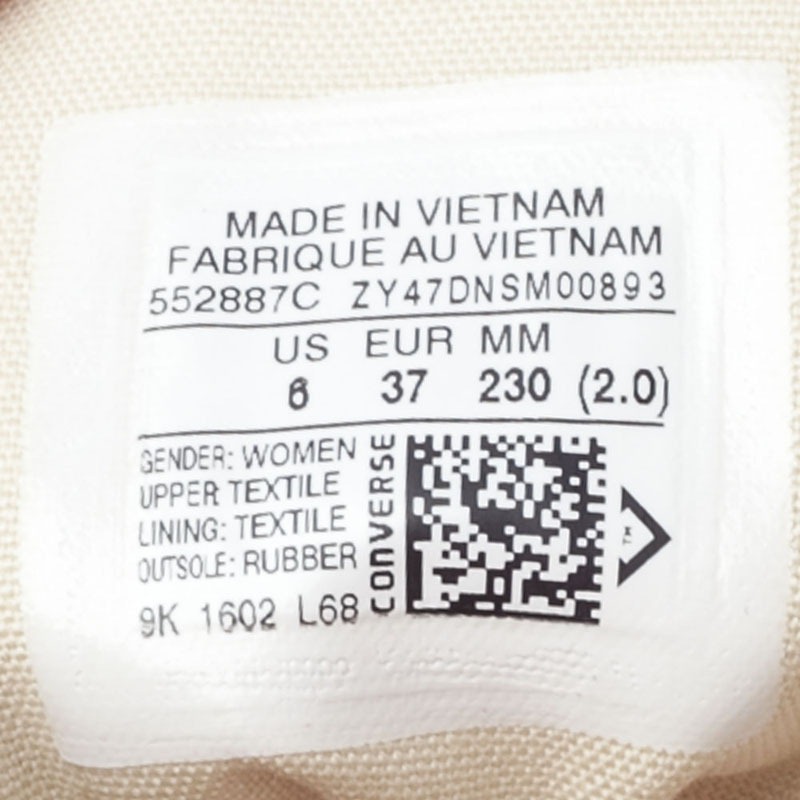 MADE IN VIETNAM
FABRIQUE AU VIETNAM
552887C ZY47DNSM00893
US EUR MM
6 37 230 (2.0)
GENDER: WOMEN
UPPER TEXTILE
LINING: TEXTILE
OUTSOLE: RUBBER
9K 1602 L68
CONVERSE
TM